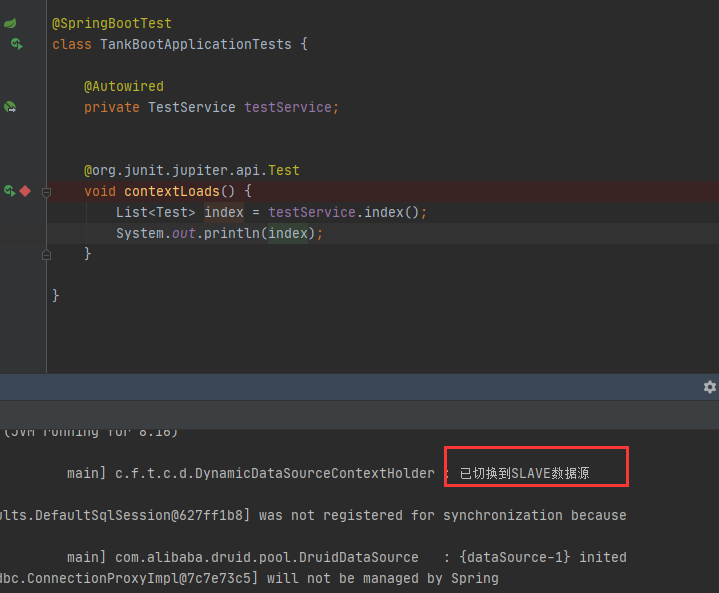 @SpringBootTest
class TankBootApplicationTests {
@Autowired
private TestService testService;
@org.junit.jupiter.api.Test
void contextLoads() {
List<Test> index = testService.index();
System.out.println(index);
}
}
(JVM running for 8.16)
main] c.f.t.c.d.DynamicDataSourceContextHolder : 已切换到SLAVE数据源
ults.DefaultSqlSession@627ff1b8] was not registered for synchronization because
main] com.alibaba.druid.pool.DruidDataSource : {dataSource-1} inited
dbc.ConnectionProxyImpl@7c7e73c5] will not be managed by Spring